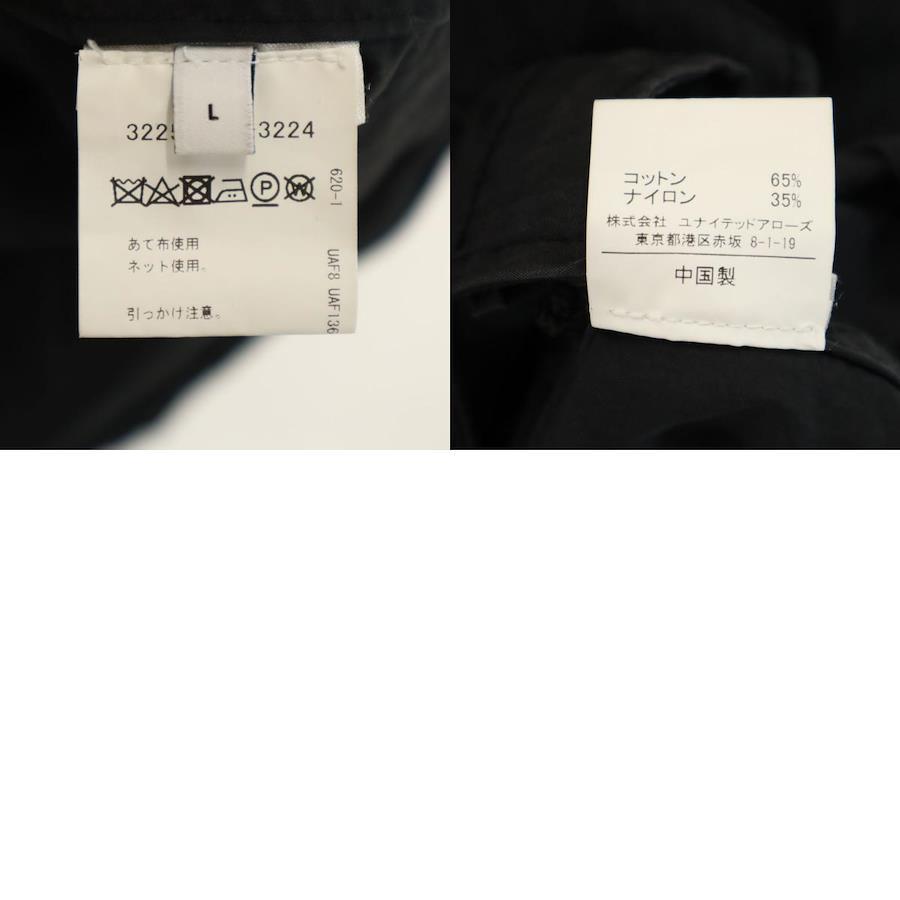 L
3225 3224
620-1
UAF8 UAF136
あて布使用
ネット使用。
引っかけ注意。
コットン 65%
ナイロン 35%
株式会社 ユナイテッドアローズ
東京都港区赤坂 8-1-19
中国製